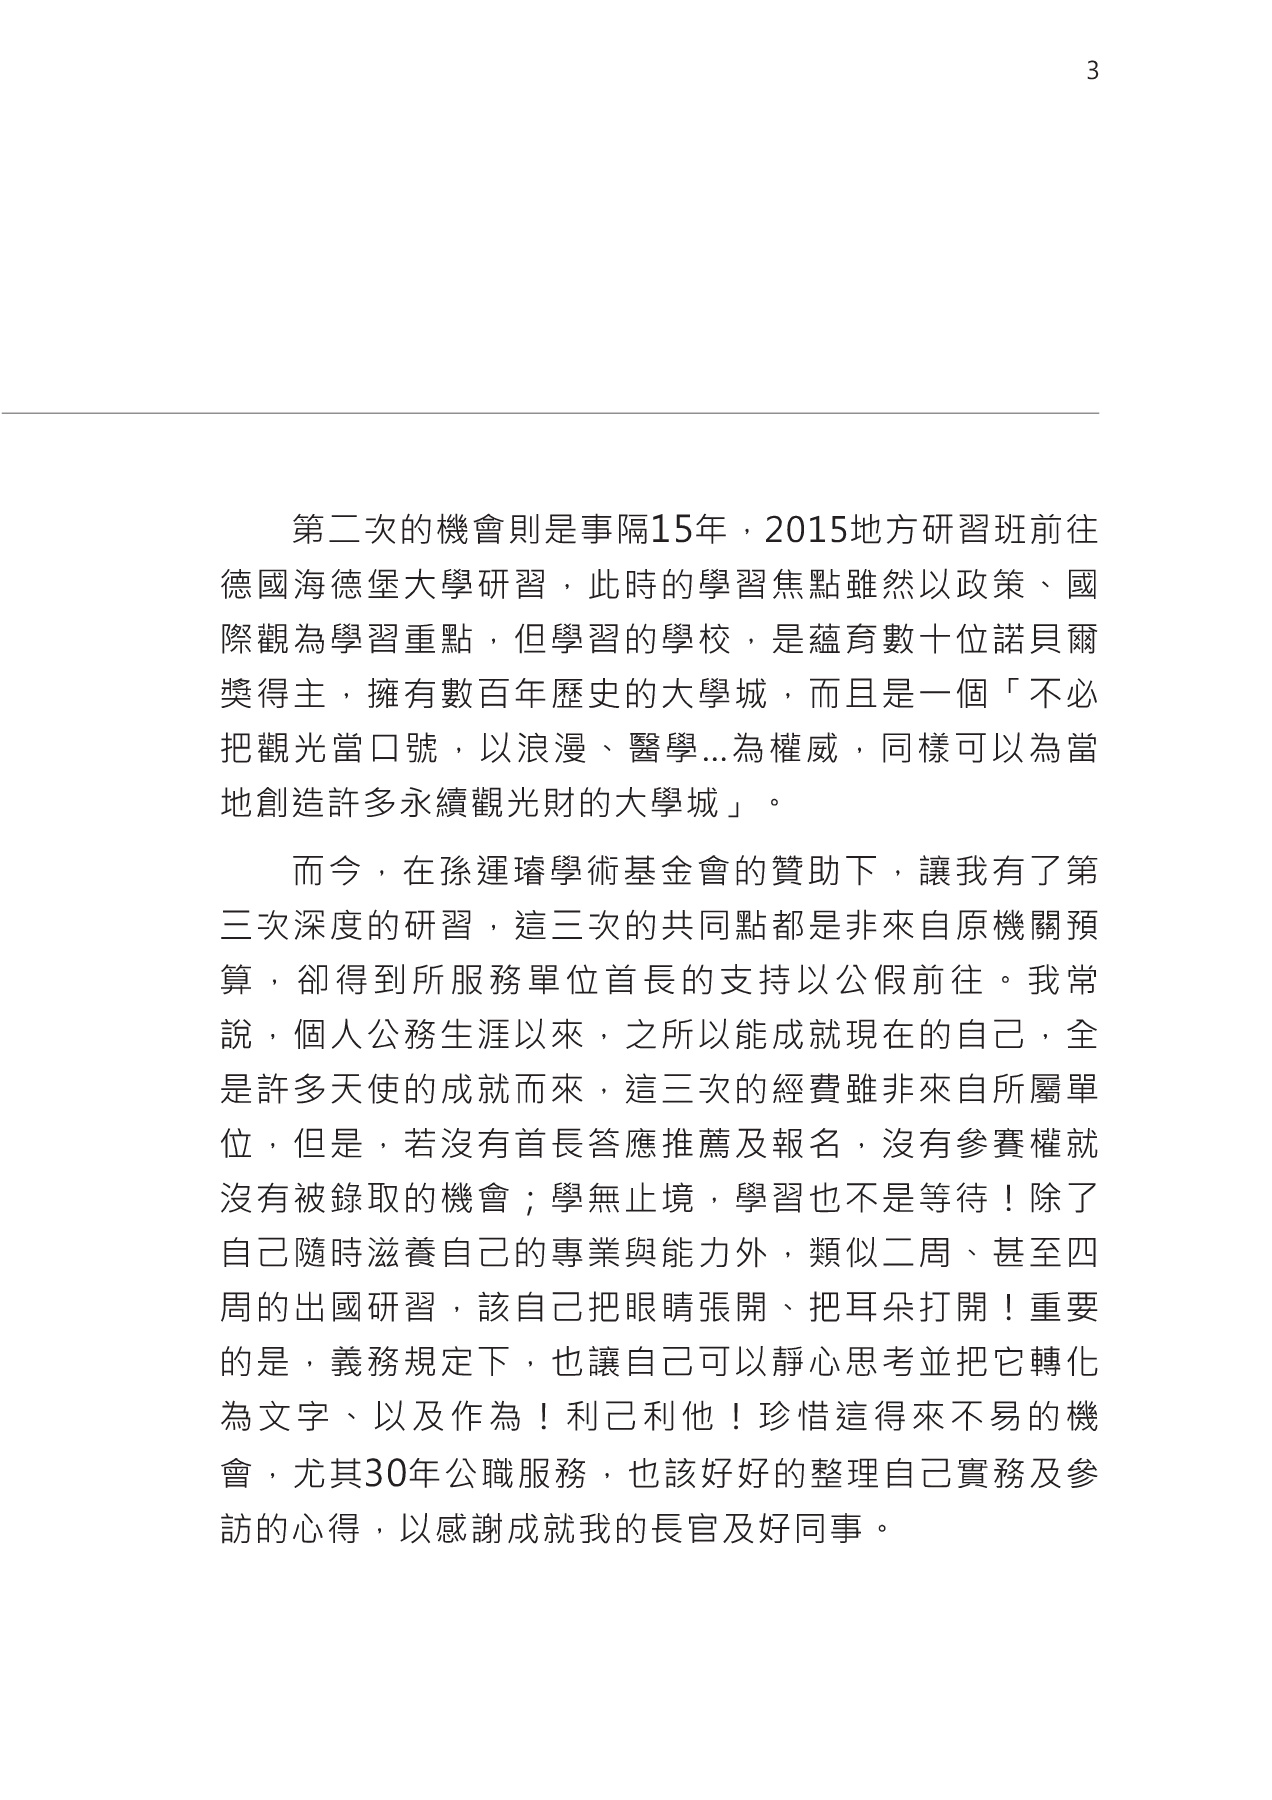 3
第二次的機會則是事隔15年，2015地方研習班前往
德國海德堡大學研習，此時的學習焦點雖然以政策、國
際觀為學習重點，但學習的學校，是蘊育數十位諾貝爾
獎得主，擁有數百年歷史的大學城，而且是一個「不必
把觀光當口號，以浪漫、醫學...為權威，同樣可以為當
地創造許多永續觀光財的大學城」。
而今，在孫運璿學術基金會的贊助下，讓我有了第
三次深度的研習，這三次的共同點都是非來自原機關預
算，卻得到所服務單位首長的支持以公假前往。我常
說，個人公務生涯以來，之所以能成就現在的自己，全
是許多天使的成就而來，這三次的經費雖非來自所屬單
位，但是，若沒有首長答應推薦及報名，沒有參賽權就
沒有被錄取的機會；學無止境，學習也不是等待！除了
自己隨時滋養自己的專業與能力外，類似二周、甚至四
周的出國研習，該自己把眼睛張開、把耳朵打開！重要
的是，義務規定下，也讓自己可以靜心思考並把它轉化
為文字、以及作為！利己利他！珍惜這得來不易的機
會，尤其30年公職服務，也該好好的整理自己實務及參
訪的心得，以感謝成就我的長官及好同事。